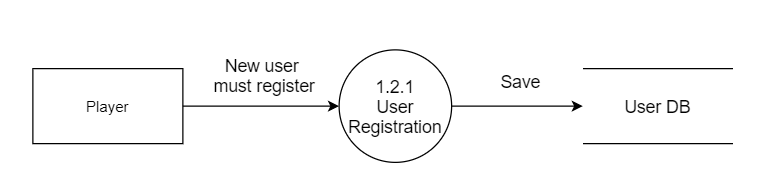 New user
must register
Player
1.2.1
User
Registration
Save
User DB